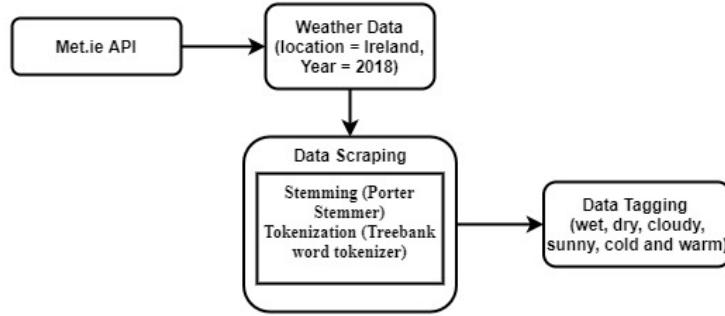 Met.ie API
Weather Data
(location = Ireland,
Year = 2018)
Data Scraping
Stemming (Porter
Stemmer)
Tokenization (Treebank
word tokenizer)
Data Tagging
(wet, dry, cloudy,
sunny, cold and warm)